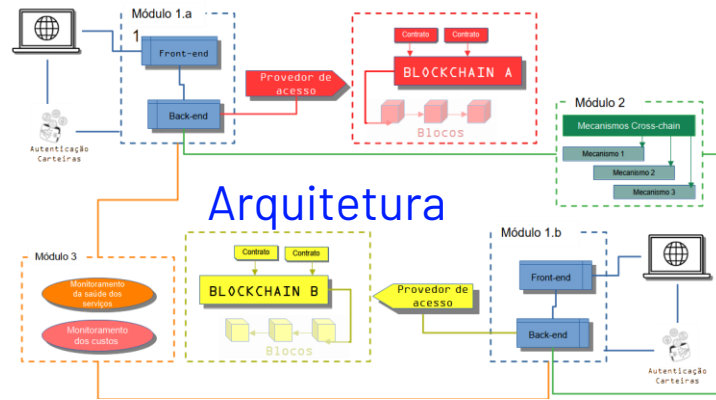 Módulo 1.a
1
Front-end
Back-end
Autenticação
Carteiras
Provedor de
acesso
Contrato
Contrato
BLOCKCHAIN A
Blocos
Módulo 2
Mecanismos Cross-chain
Mecanismo 1
Mecanismo 2
Mecanismo 3
Arquitetura
Módulo 3
Monitoramento
da saúde dos
serviços
Monitoramento
dos custos
Contrato
Contrato
BLOCKCHAIN B
Blocos
Provedor de
acesso
Módulo 1.b
Front-end
Back-end
Autenticação
Carteiras